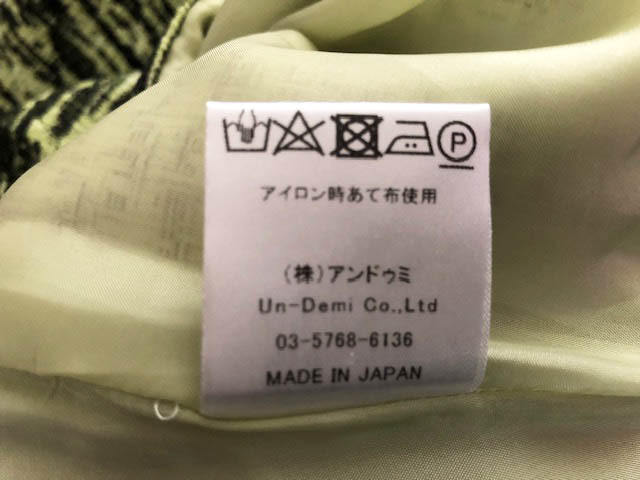 P
アイロン時あて布使用
(株)アンドゥミ
Un-Demi Co.,Ltd
03-5768-6136
MADE IN JAPAN